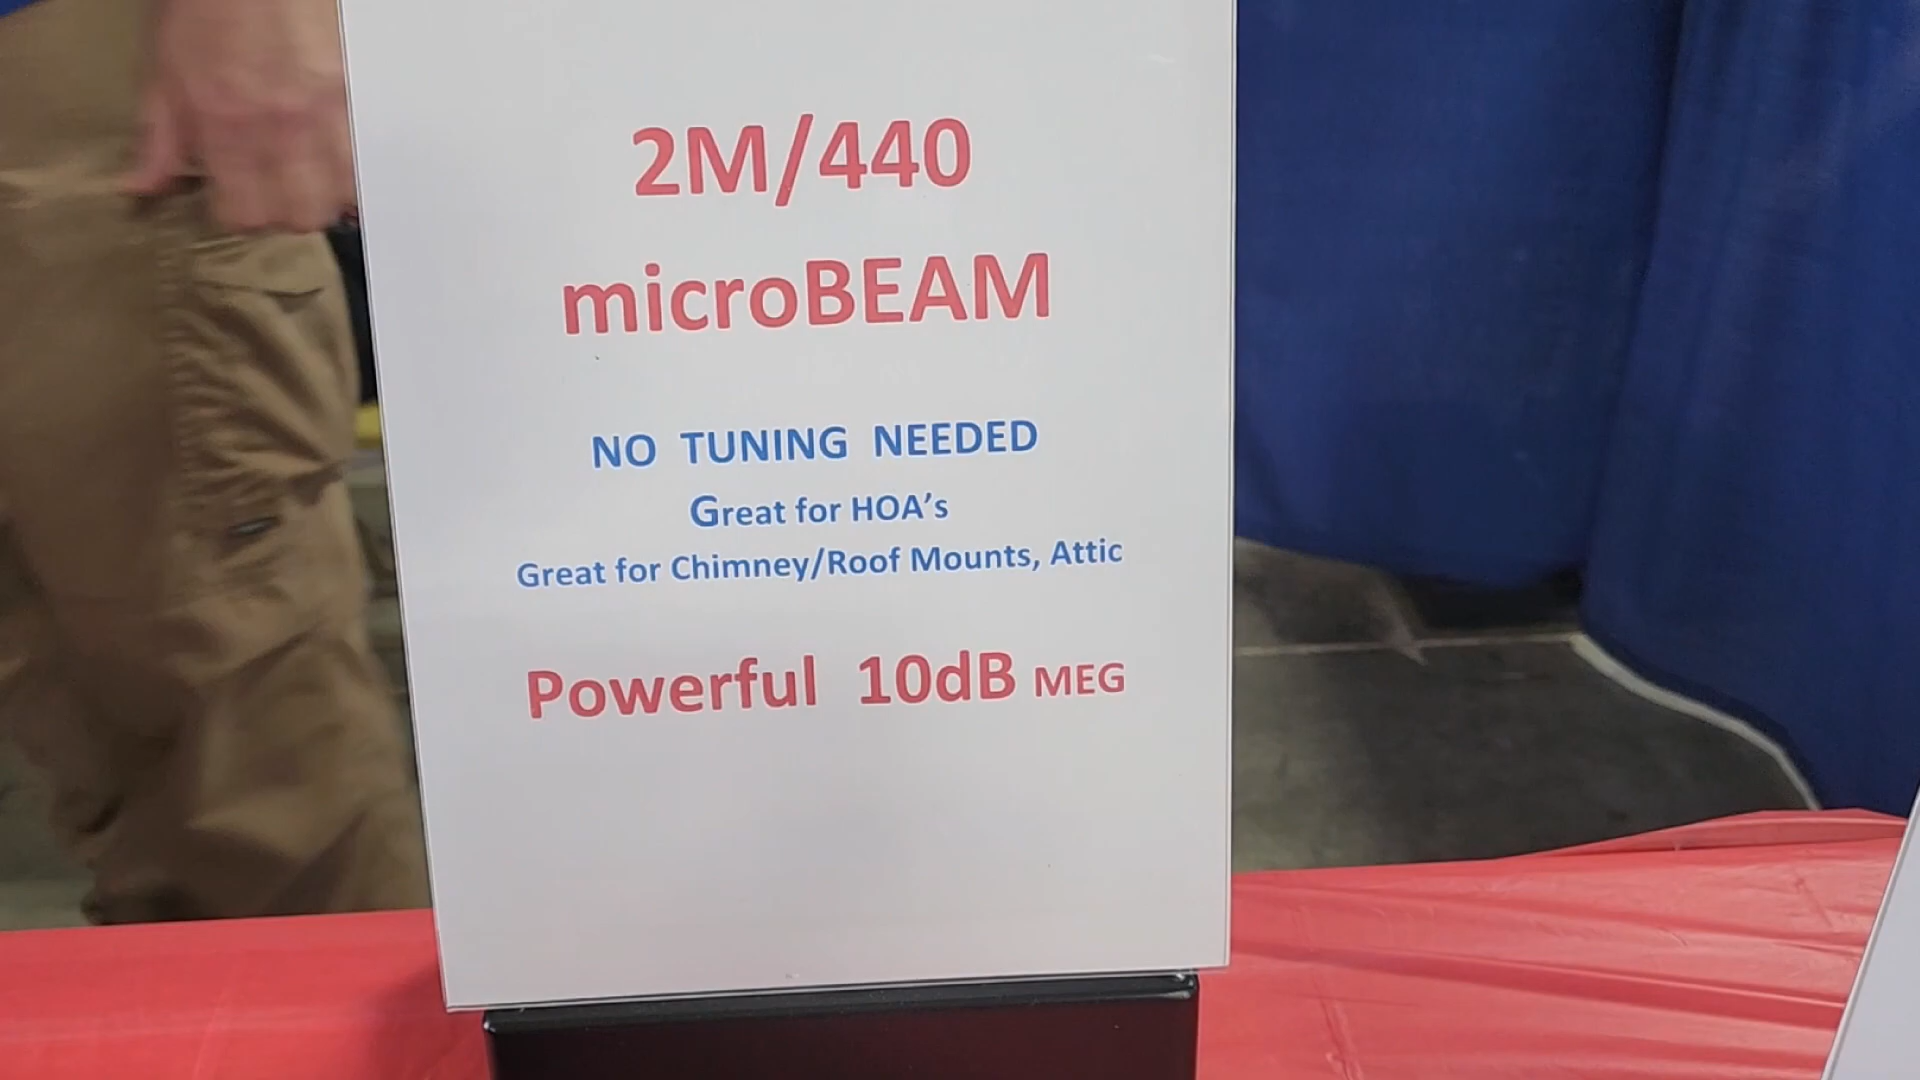 2M/440
microBEAM
NO TUNING NEEDED
Great for HOA’s
Great for Chimney/Roof Mounts, Attic
Powerful 10dB MEG